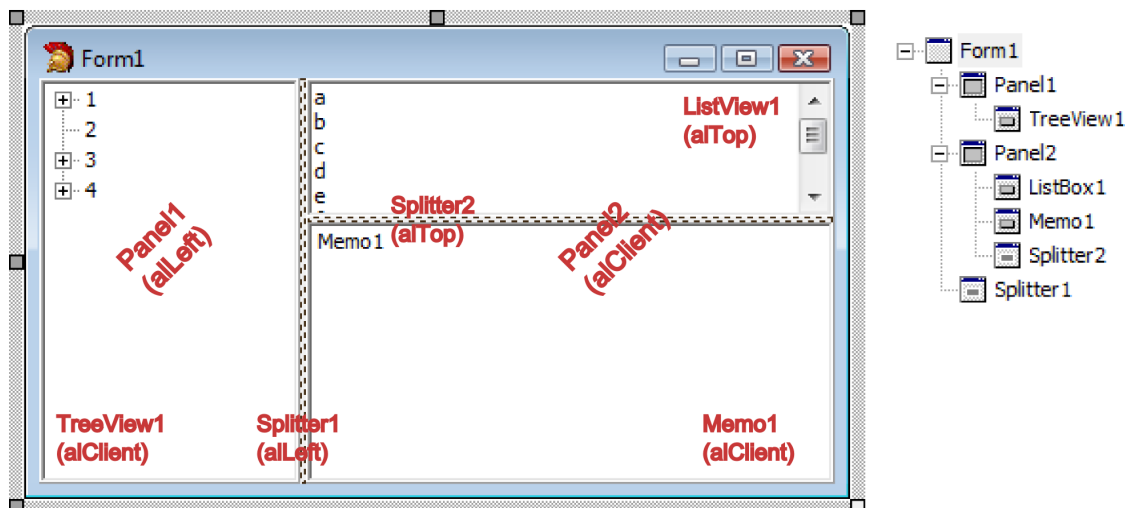 Form1
1
2
3
4
Panel1
(alLeft)
TreeView1
(alClient)
Splitter1
(alLeft)
a
b
c
d
e
ListView1
(alTop)
Splitter2
(alTop)
Memo1
Panel2
(alClient)
Memo1
(alClient)
Form1
Panel1
TreeView1
Panel2
ListBox1
Memo1
Splitter2
Splitter1